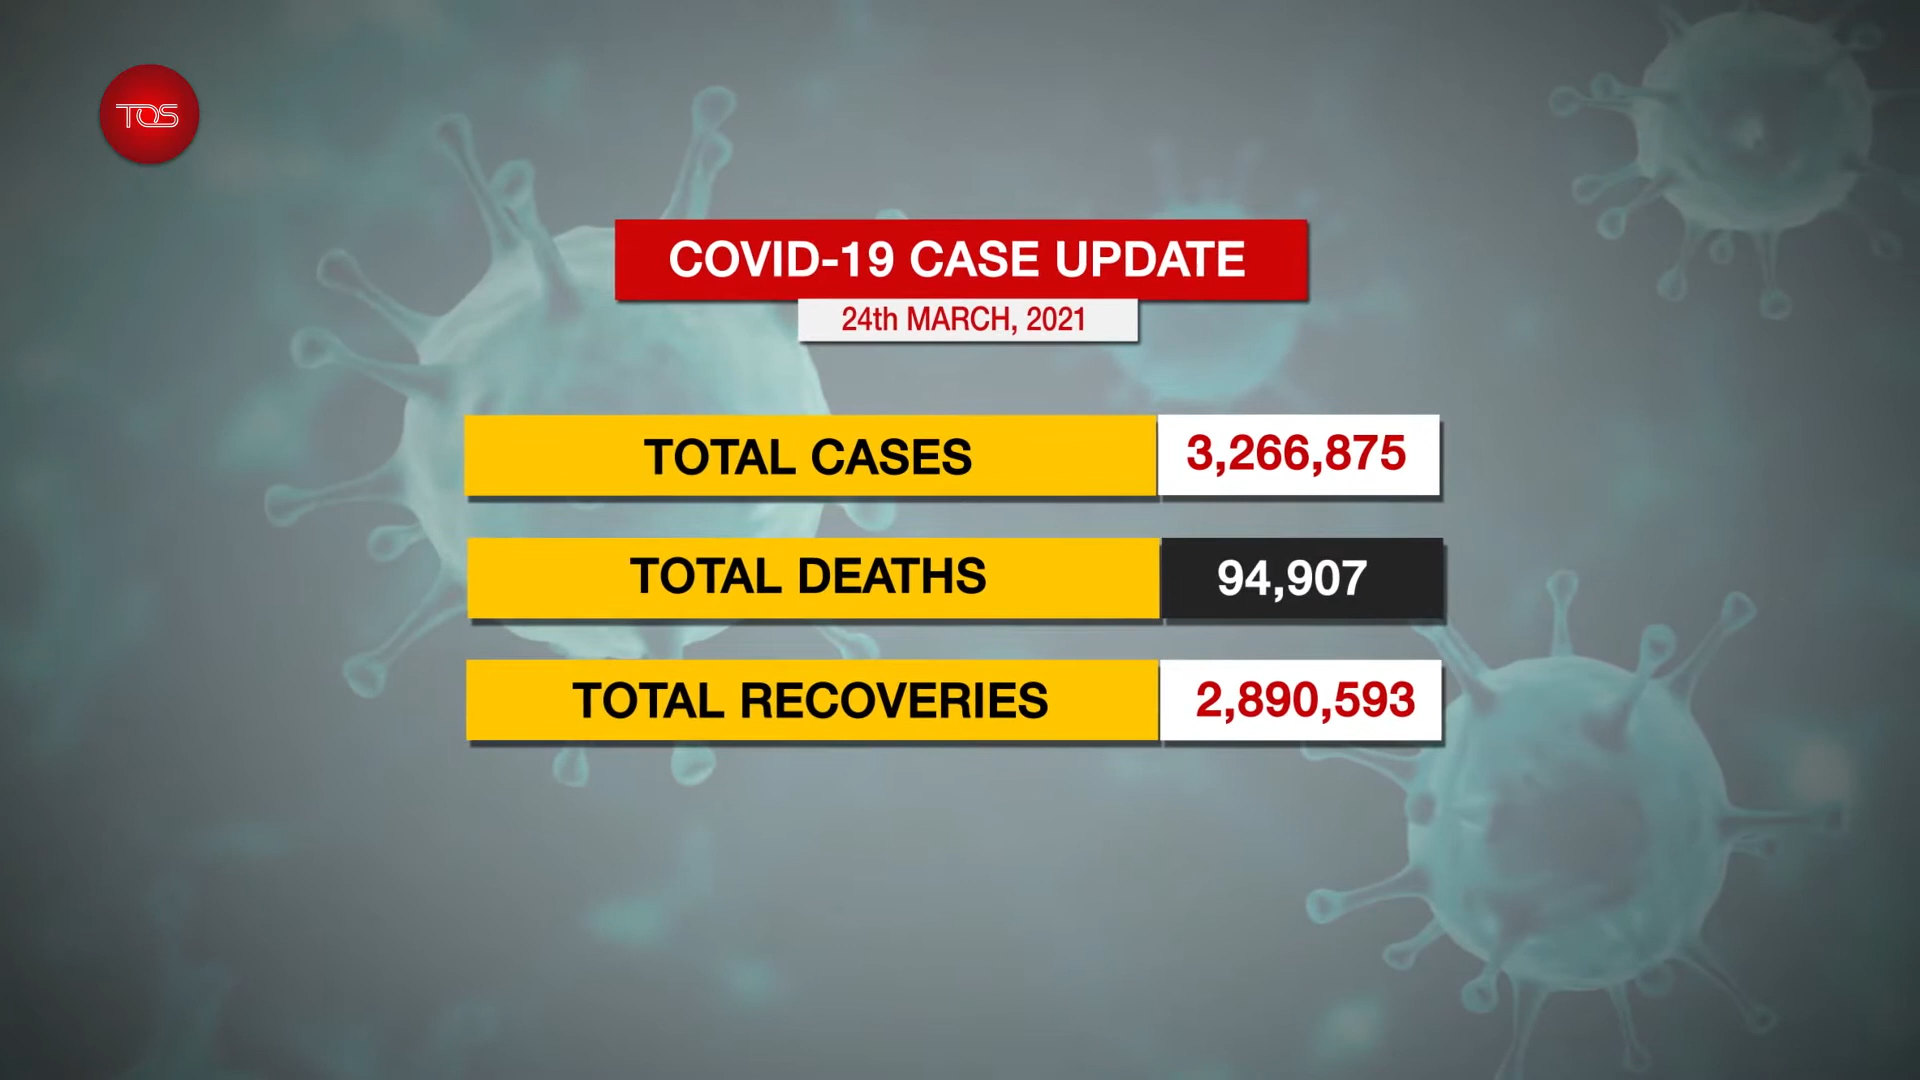 TOS
COVID-19 CASE UPDATE
24th MARCH, 2021
TOTAL CASES 3,266,875
TOTAL DEATHS 94,907
TOTAL RECOVERIES 2,890,593